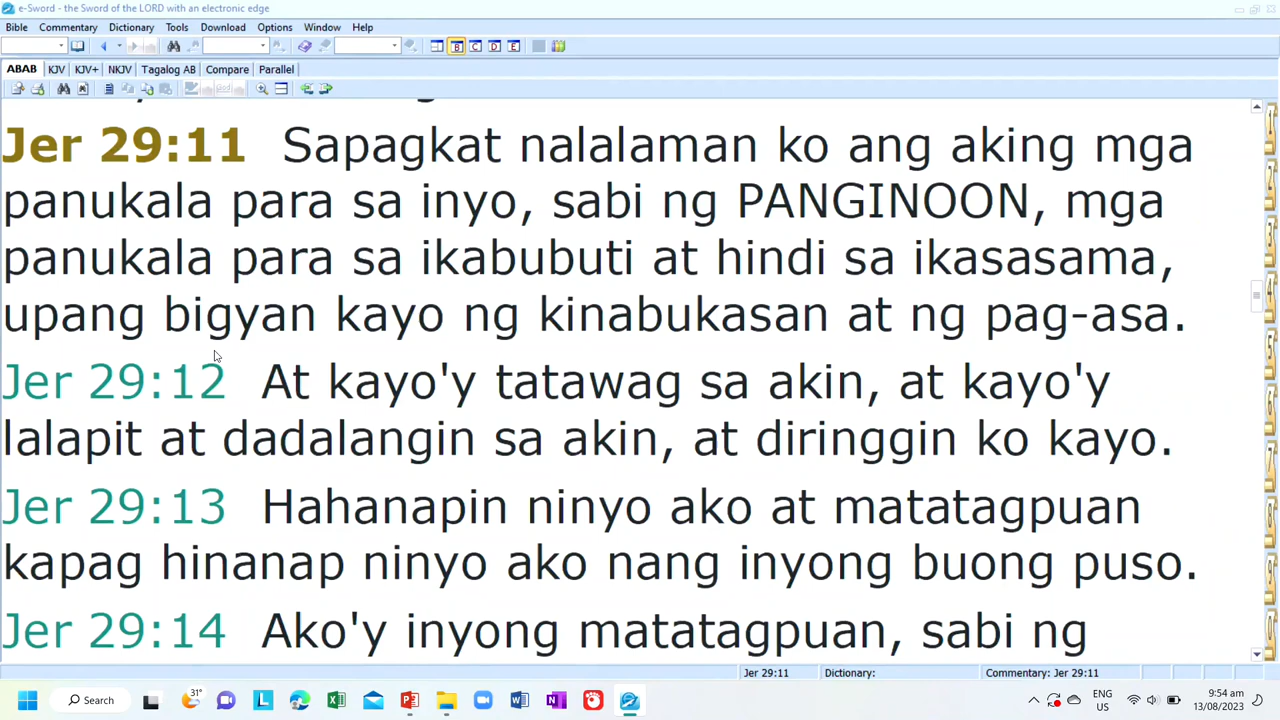 e-Sword - the Sword of the LORD with an electronic edge
Bible Commentary Dictionary Tools Download Options Window Help
B C D E
ABAB KJV KJV+ NKJV Tagalog AB Compare Parallel
Jer 29:11 Sapagkat nalalaman ko ang aking mga
panukala para sa inyo, sabi ng PANGINOON, mga
panukala para sa ikabubuti at hindi sa ikasasama,
upang bigyan kayo ng kinabukasan at ng pag-asa.
Jer 29:12 At kayo'y tatawag sa akin, at kayo'y
lalapit at dadalangin sa akin, at diringgin ko kayo.
Jer 29:13 Hahanapin ninyo ako at matatagpuan
kapag hinanap ninyo ako nang inyong buong puso.
Jer 29:14 Ako'y inyong matatagpuan, sabi ng
Jer 29:11 Dictionary: Commentary: Jer 29:11
Search 31° ENG US 9:54 am 13/08/2023